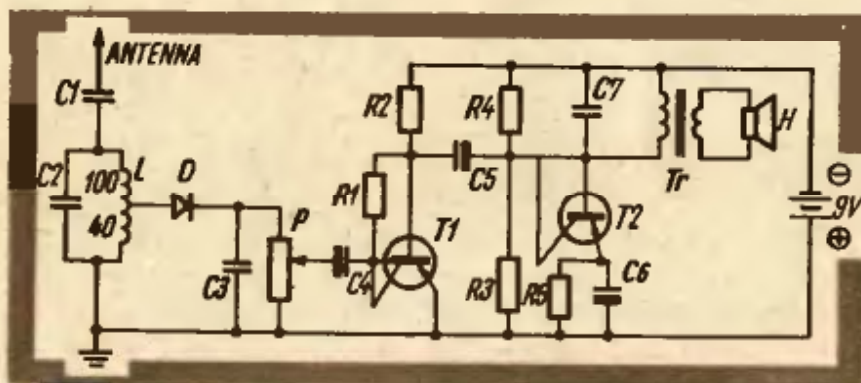 ANTENNA
C1
C2
100
L
40
D
C3
P
C4
R1
R2
T1
C5
R4
R3
C7
T2
R5
C6
Tr
H
⊖
9V
⊕